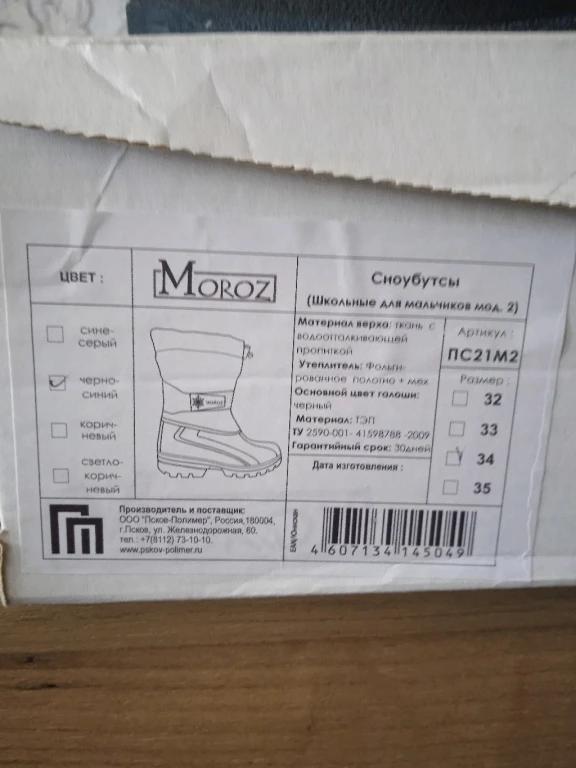 ЦВЕТ :
MOROZ
Сноубутсы
(Школьные для мальчиков мод. 2)
сине-
серый
черно-
синий
корич-
невый
светло-
корич-
невый
MOROZ
Материал верха: ткань с
водоотталкивающей
пропиткой
Утеплитель: Фольги-
рованное полотно + мех
Основной цвет галоши:
черный
Материал: ТЭП
ТУ 2590-001- 41598788 -2009
Гарантийный срок: 30дней
Дата изготовления :
Артикул :
ПС21М2
Размер :
32
33
34
35
Производитель и поставщик:
ООО "Псков-Полимер", Россия,180004,
г.Псков, ул. Железнодорожная, 60.
тел.: +7(8112) 73-10-10.
www.pskov-polimer.ru
4 607134 145049